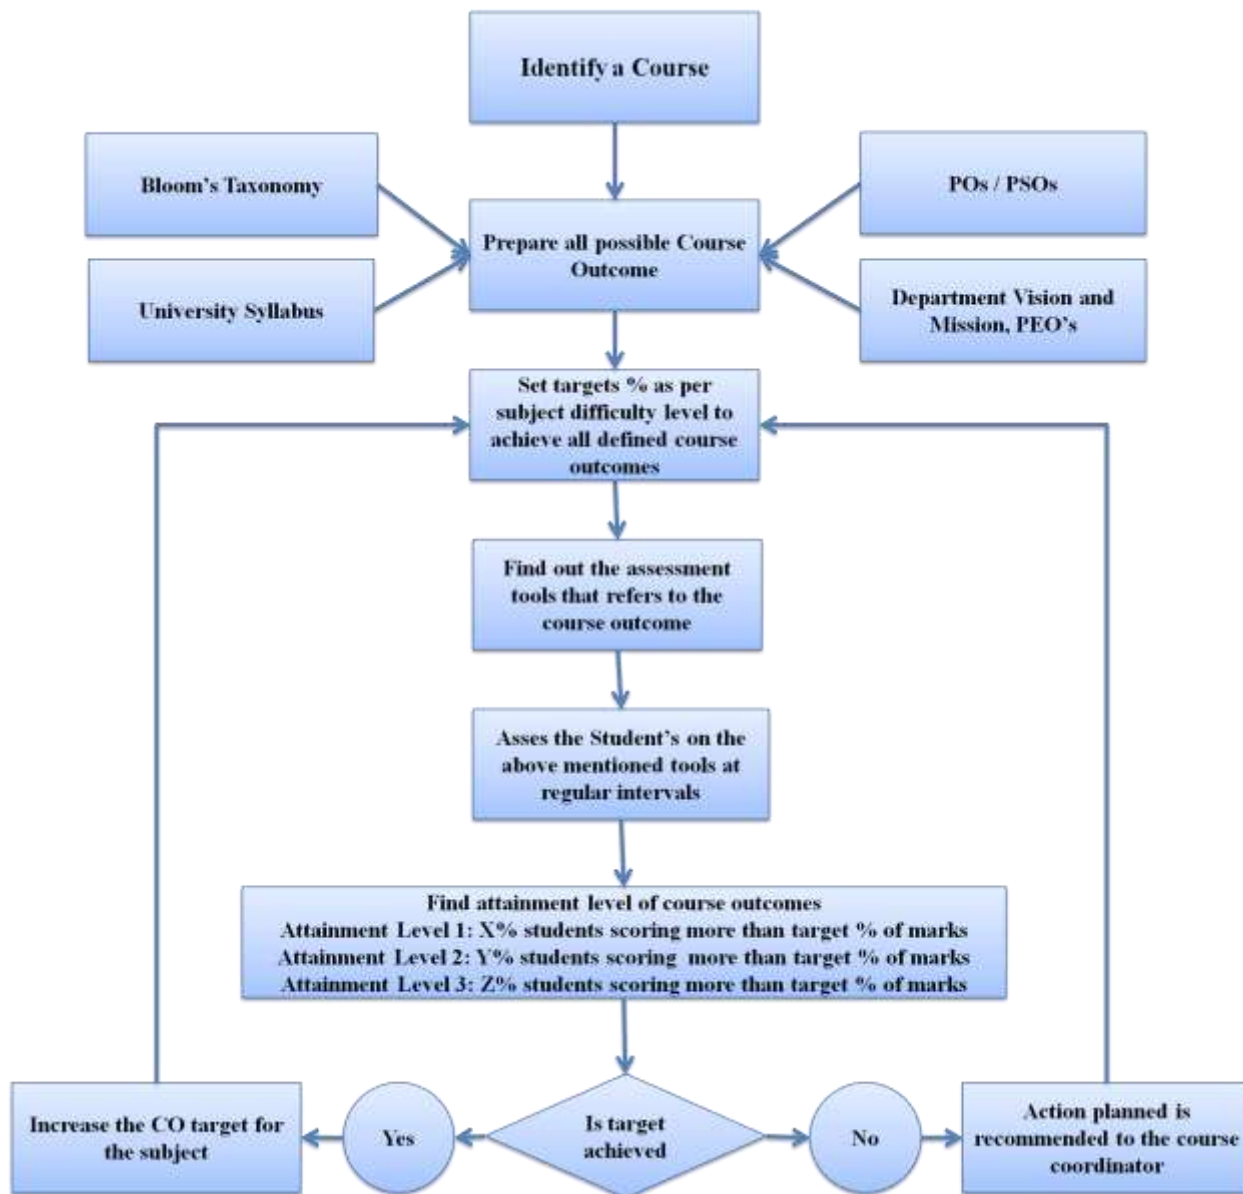 Identify a Course
Bloom's Taxonomy
POs / PSOs
Prepare all possible Course
Outcome
University Syllabus
Department Vision and
Mission, PEO's
Set targets % as per
subject difficulty level to
achieve all defined course
outcomes
Find out the assessment
tools that refers to the
course outcome
Asses the Student's on the
above mentioned tools at
regular intervals
Find attainment level of course outcomes
Attainment Level 1: X% students scoring more than target % of marks
Attainment Level 2: Y% students scoring more than target % of marks
Attainment Level 3: Z% students scoring more than target % of marks
Increase the CO target for
the subject
Yes
Is target
achieved
No
Action planned is
recommended to the course
coordinator